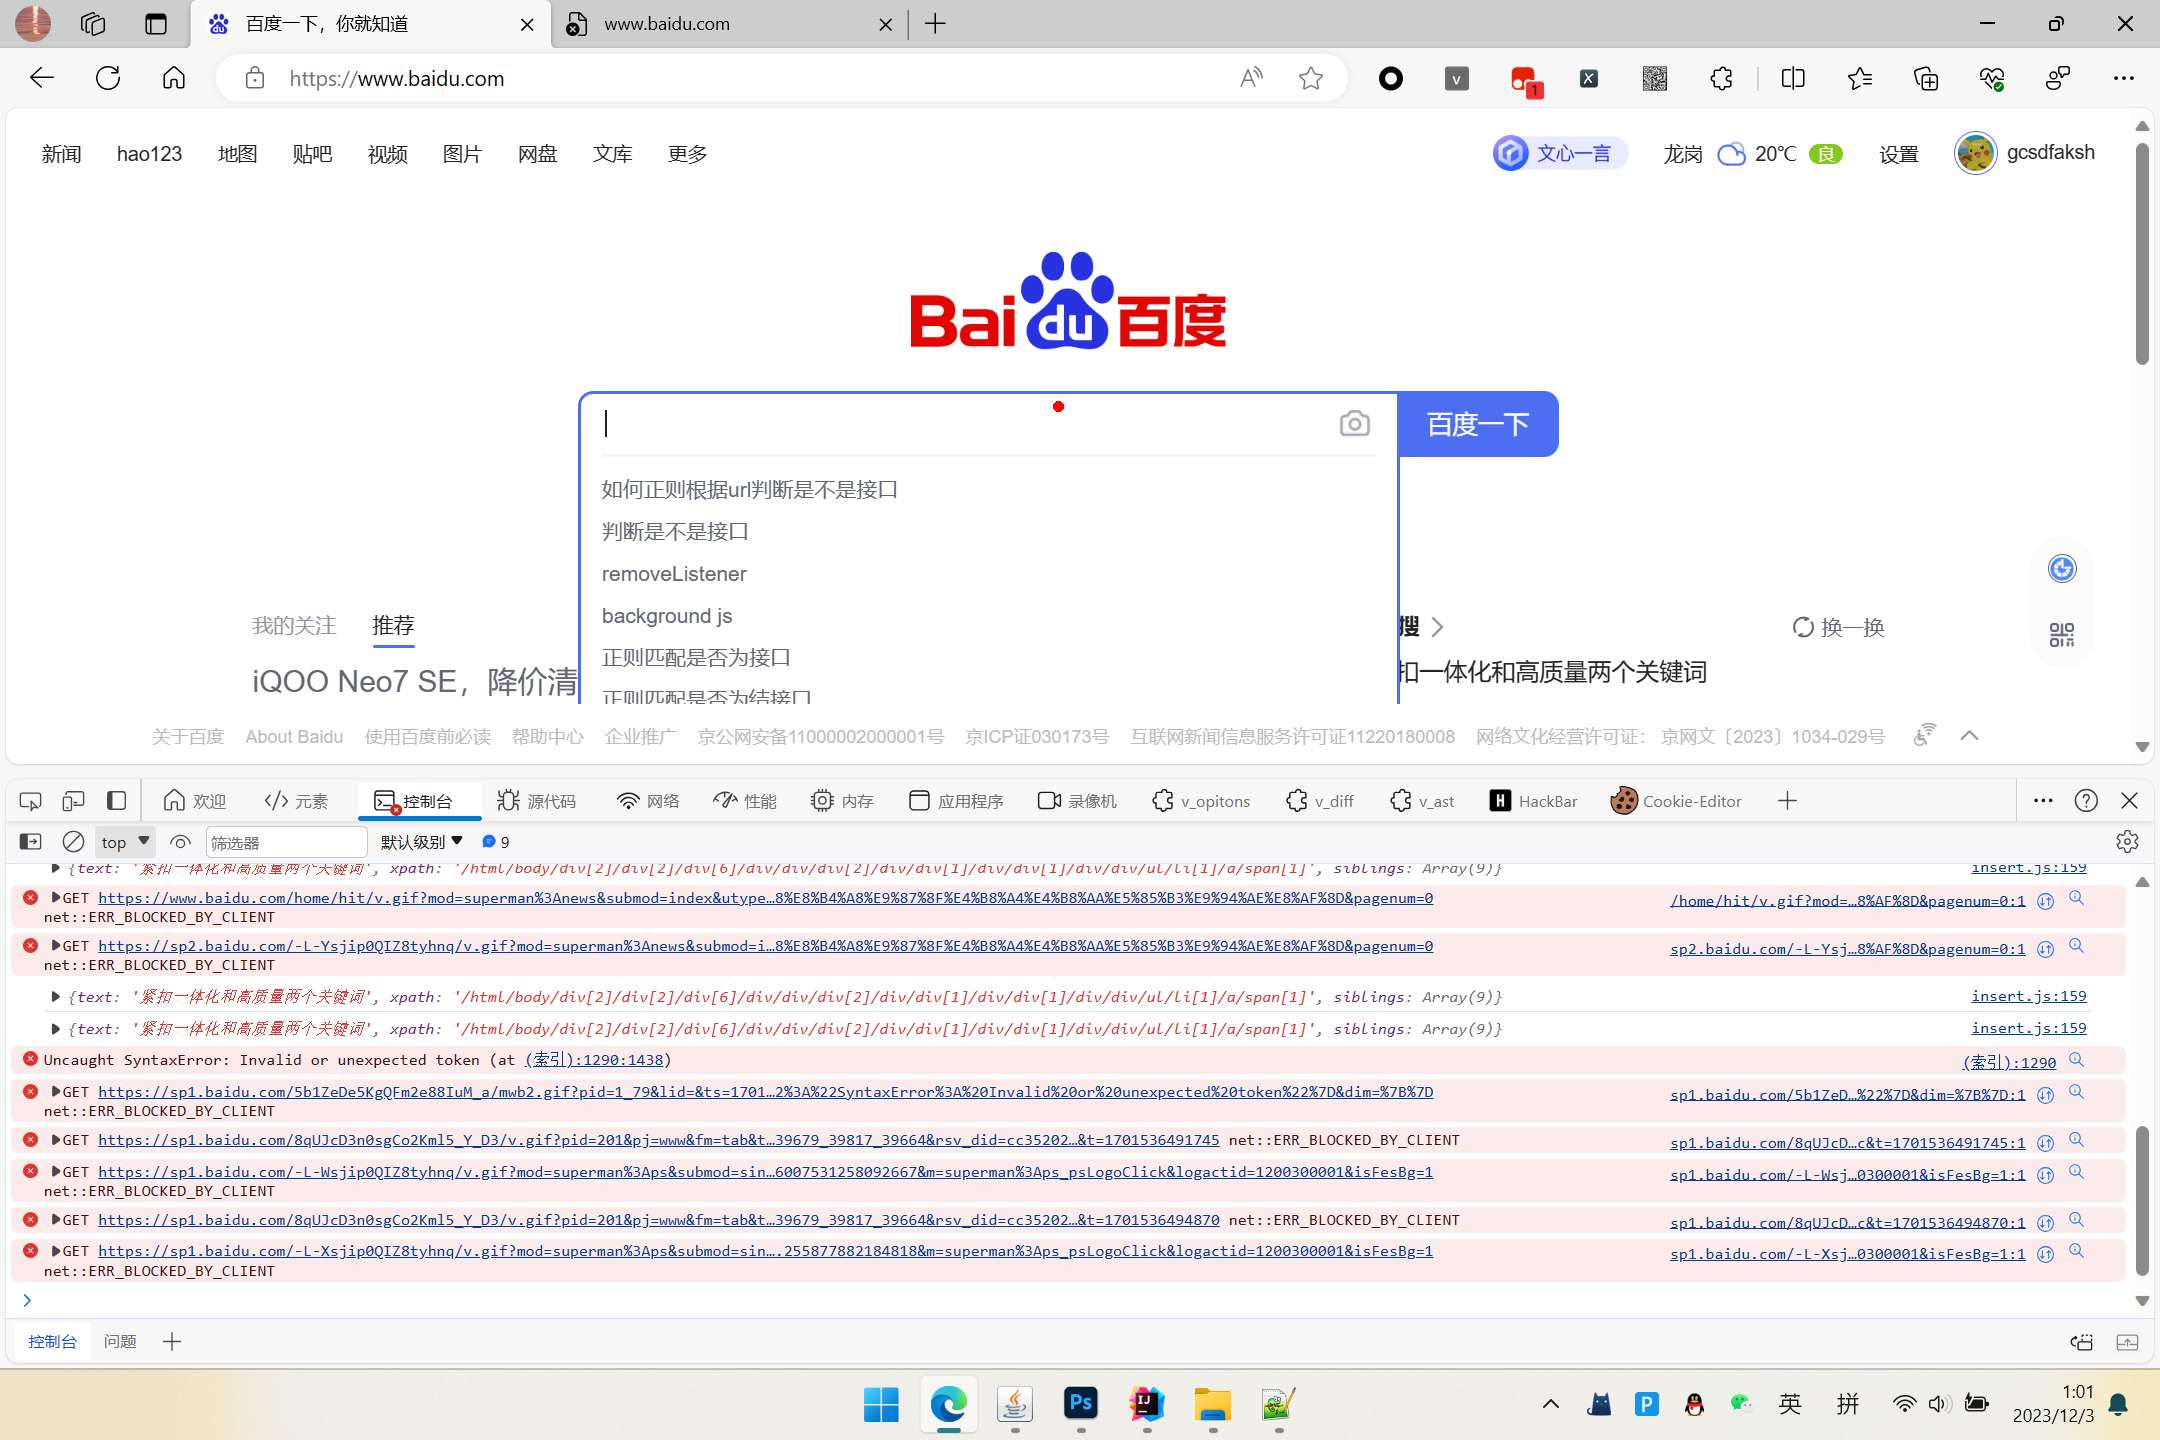 百度一下，你就知道
www.baidu.com
https://www.baidu.com
1
新闻 hao123 地图 贴吧 视频 图片 网盘 文库 更多
文心一言 龙岗 20℃ 良 设置 gcsdfaksh
Bai du 百度
百度一下
如何正则根据url判断是不是接口
判断是不是接口
removeListener
background js
正则匹配是否为接口
正则匹配是否为结接口
我的关注 推荐
搜
换一换
iQOO Neo7 SE，降价清
扣一体化和高质量两个关键词
关于百度 About Baidu 使用百度前必读 帮助中心 企业推广 京公网安备11000002000001号 京ICP证030173号 互联网新闻信息服务许可证11220180008 网络文化经营许可证： 京网文〔2023〕1034-029号
欢迎 元素 控制台 源代码 网络 性能 内存 应用程序 录像机 v_opitons v_diff v_ast HackBar Cookie-Editor
top 筛选器 默认级别 9
{text: '紧扣一体化和高质量两个关键词', xpath: '/html/body/div[2]/div[2]/div[6]/div/div/div[2]/div/div[1]/div/div[1]/div/div/ul/li[1]/a/span[1]', siblings: Array(9)} insert.js:159
GET https://www.baidu.com/home/hit/v.gif?mod=superman%3Anews&submod=index&utype…8%E8%B4%A8%E9%87%8F%E4%B8%A4%E4%B8%AA%E5%85%B3%E9%94%AE%E8%AF%8D&pagenum=0 /home/hit/v.gif?mod=…8%AF%8D&pagenum=0:1
net::ERR_BLOCKED_BY_CLIENT
GET https://sp2.baidu.com/-L-Ysjip0QIZ8tyhnq/v.gif?mod=superman%3Anews&submod=i…8%E8%B4%A8%E9%87%8F%E4%B8%A4%E4%B8%AA%E5%85%B3%E9%94%AE%E8%AF%8D&pagenum=0 sp2.baidu.com/-L-Ysj…8%AF%8D&pagenum=0:1
net::ERR_BLOCKED_BY_CLIENT
{text: '紧扣一体化和高质量两个关键词', xpath: '/html/body/div[2]/div[2]/div[6]/div/div/div[2]/div/div[1]/div/div[1]/div/div/ul/li[1]/a/span[1]', siblings: Array(9)} insert.js:159
{text: '紧扣一体化和高质量两个关键词', xpath: '/html/body/div[2]/div[2]/div[6]/div/div/div[2]/div/div[1]/div/div[1]/div/div/ul/li[1]/a/span[1]', siblings: Array(9)} insert.js:159
Uncaught SyntaxError: Invalid or unexpected token (at (索引):1290:1438) (索引):1290
GET https://sp1.baidu.com/5b1ZeDe5KgQFm2e88IuM_a/mwb2.gif?pid=1_79&lid=&ts=1701…2%3A%22SyntaxError%3A%20Invalid%20or%20unexpected%20token%22%7D&dim=%7B%7D sp1.baidu.com/5b1ZeD…%22%7D&dim=%7B%7D:1
net::ERR_BLOCKED_BY_CLIENT
GET https://sp1.baidu.com/8qUJcD3n0sgCo2Kml5_Y_D3/v.gif?pid=201&pj=www&fm=tab&t…39679_39817_39664&rsv_did=cc35202…&t=1701536491745 net::ERR_BLOCKED_BY_CLIENT sp1.baidu.com/8qUJcD…c&t=1701536491745:1
GET https://sp1.baidu.com/-L-Wsjip0QIZ8tyhnq/v.gif?mod=superman%3Aps&submod=sin…6007531258092667&m=superman%3Aps_psLogoClick&logactid=1200300001&isFesBg=1 sp1.baidu.com/-L-Wsj…0300001&isFesBg=1:1
net::ERR_BLOCKED_BY_CLIENT
GET https://sp1.baidu.com/8qUJcD3n0sgCo2Kml5_Y_D3/v.gif?pid=201&pj=www&fm=tab&t…39679_39817_39664&rsv_did=cc35202…&t=1701536494870 net::ERR_BLOCKED_BY_CLIENT sp1.baidu.com/8qUJcD…c&t=1701536494870:1
GET https://sp1.baidu.com/-L-Xsjip0QIZ8tyhnq/v.gif?mod=superman%3Aps&submod=sin….255877882184818&m=superman%3Aps_psLogoClick&logactid=1200300001&isFesBg=1 sp1.baidu.com/-L-Xsj…0300001&isFesBg=1:1
net::ERR_BLOCKED_BY_CLIENT
控制台 问题
英 拼 1:01
2023/12/3